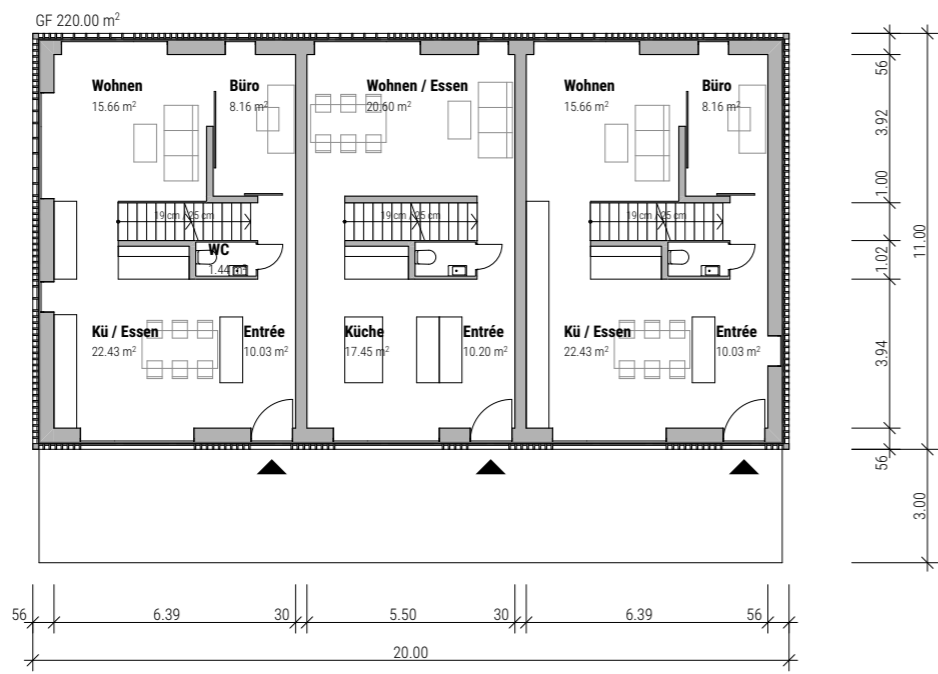 GF 220.00 m²
Wohnen
15.66 m²
Büro
8.16 m²
Wohnen / Essen
20.60 m²
Wohnen
15.66 m²
Büro
8.16 m²
19 cm / 25 cm
19 cm / 25 cm
19 cm / 25 cm
WC
1.44 m²
Kü / Essen
22.43 m²
Entrée
10.03 m²
Küche
17.45 m²
Entrée
10.20 m²
Kü / Essen
22.43 m²
Entrée
10.03 m²
56
3.92
1.00
1.02
3.94
56
11.00
3.00
56
6.39
30
5.50
30
6.39
56
20.00